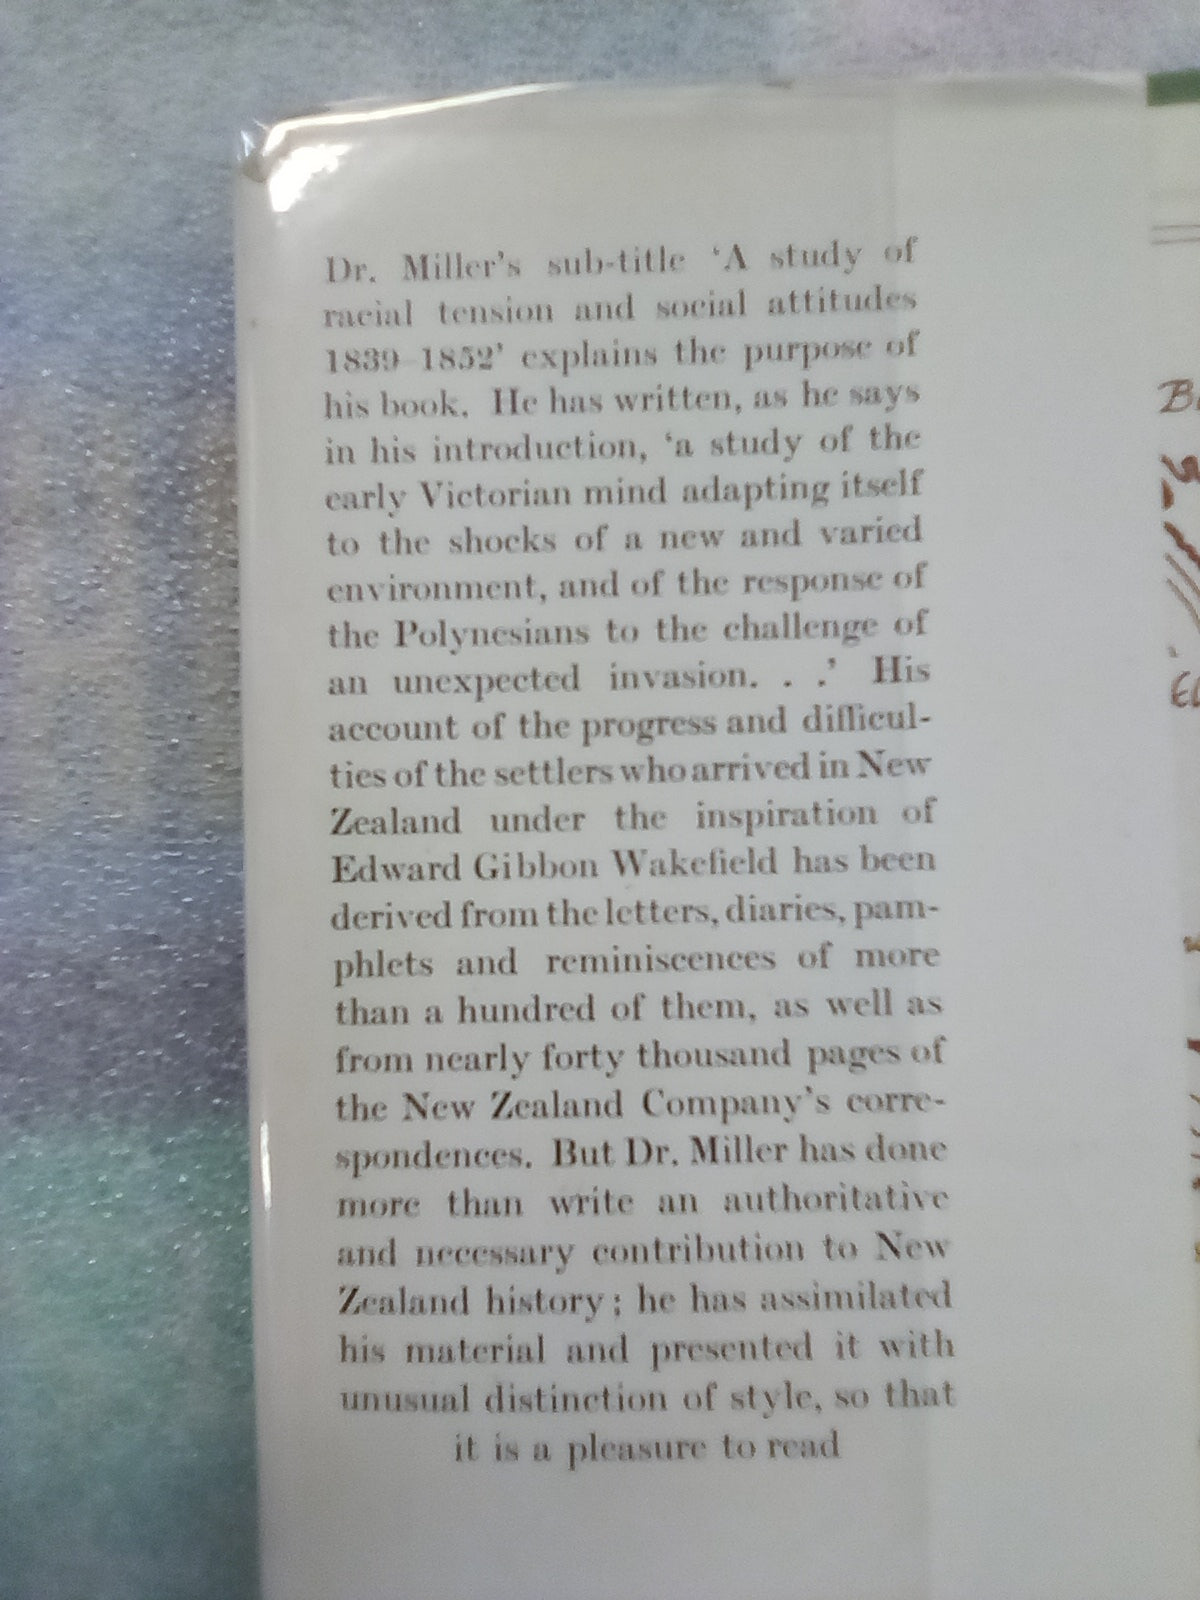 Dr. Miller's sub-title 'A study of
racial tension and social attitudes
1839–1852' explains the purpose of
his book. He has written, as he says
in his introduction, 'a study of the
early Victorian mind adapting itself
to the shocks of a new and varied
environment, and of the response of
the Polynesians to the challenge of
an unexpected invasion. . .' His
account of the progress and difficul-
ties of the settlers who arrived in New
Zealand under the inspiration of
Edward Gibbon Wakefield has been
derived from the letters, diaries, pam-
phlets and reminiscences of more
than a hundred of them, as well as
from nearly forty thousand pages of
the New Zealand Company's corre-
spondences. But Dr. Miller has done
more than write an authoritative
and necessary contribution to New
Zealand history; he has assimilated
his material and presented it with
unusual distinction of style, so that
it is a pleasure to read